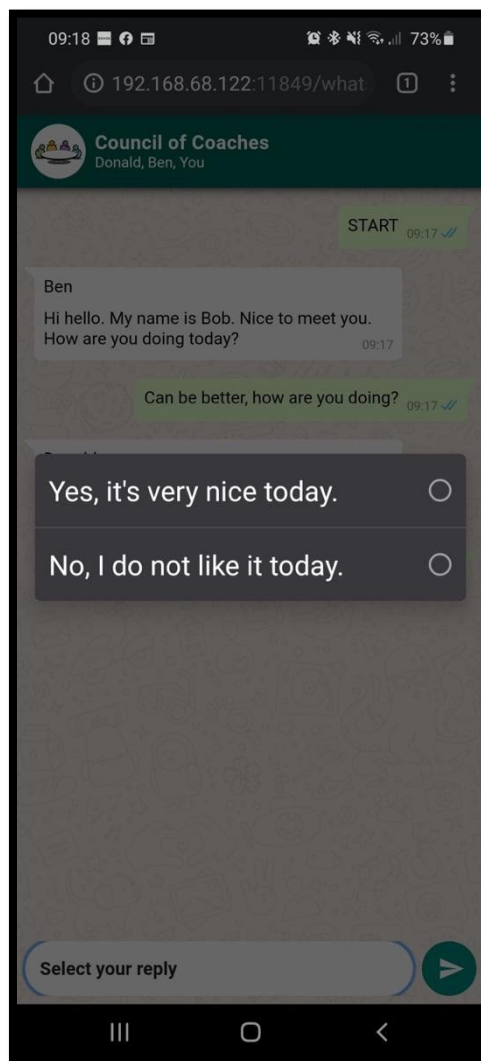 09:18
73%
192.168.68.122:11849/what
1
Council of Coaches
Donald, Ben, You
START
09:17
Ben
Hi hello. My name is Bob. Nice to meet you.
How are you doing today?
09:17
Can be better, how are you doing?
09:17
Yes, it's very nice today.
No, I do not like it today.
Select your reply